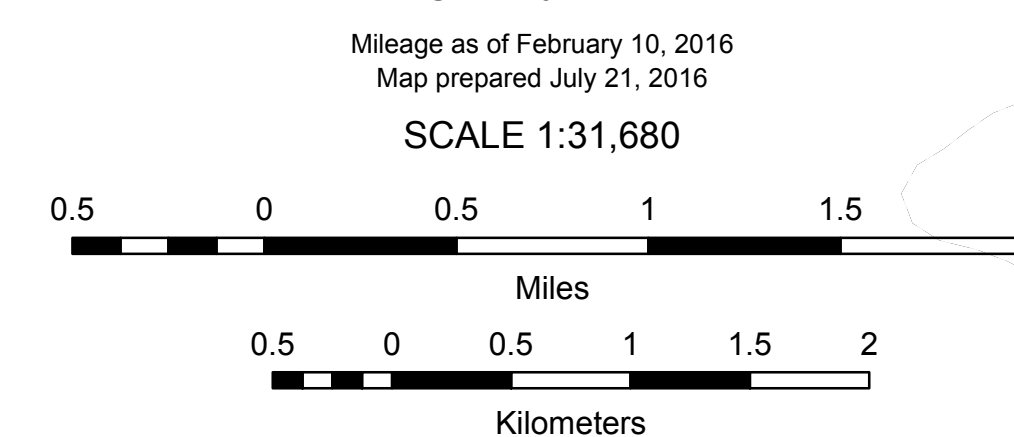 Mileage as of February 10, 2016
Map prepared July 21, 2016
SCALE 1:31,680
0.5 0 0.5 1 1.5
Miles
0.5 0 0.5 1 1.5 2
Kilometers